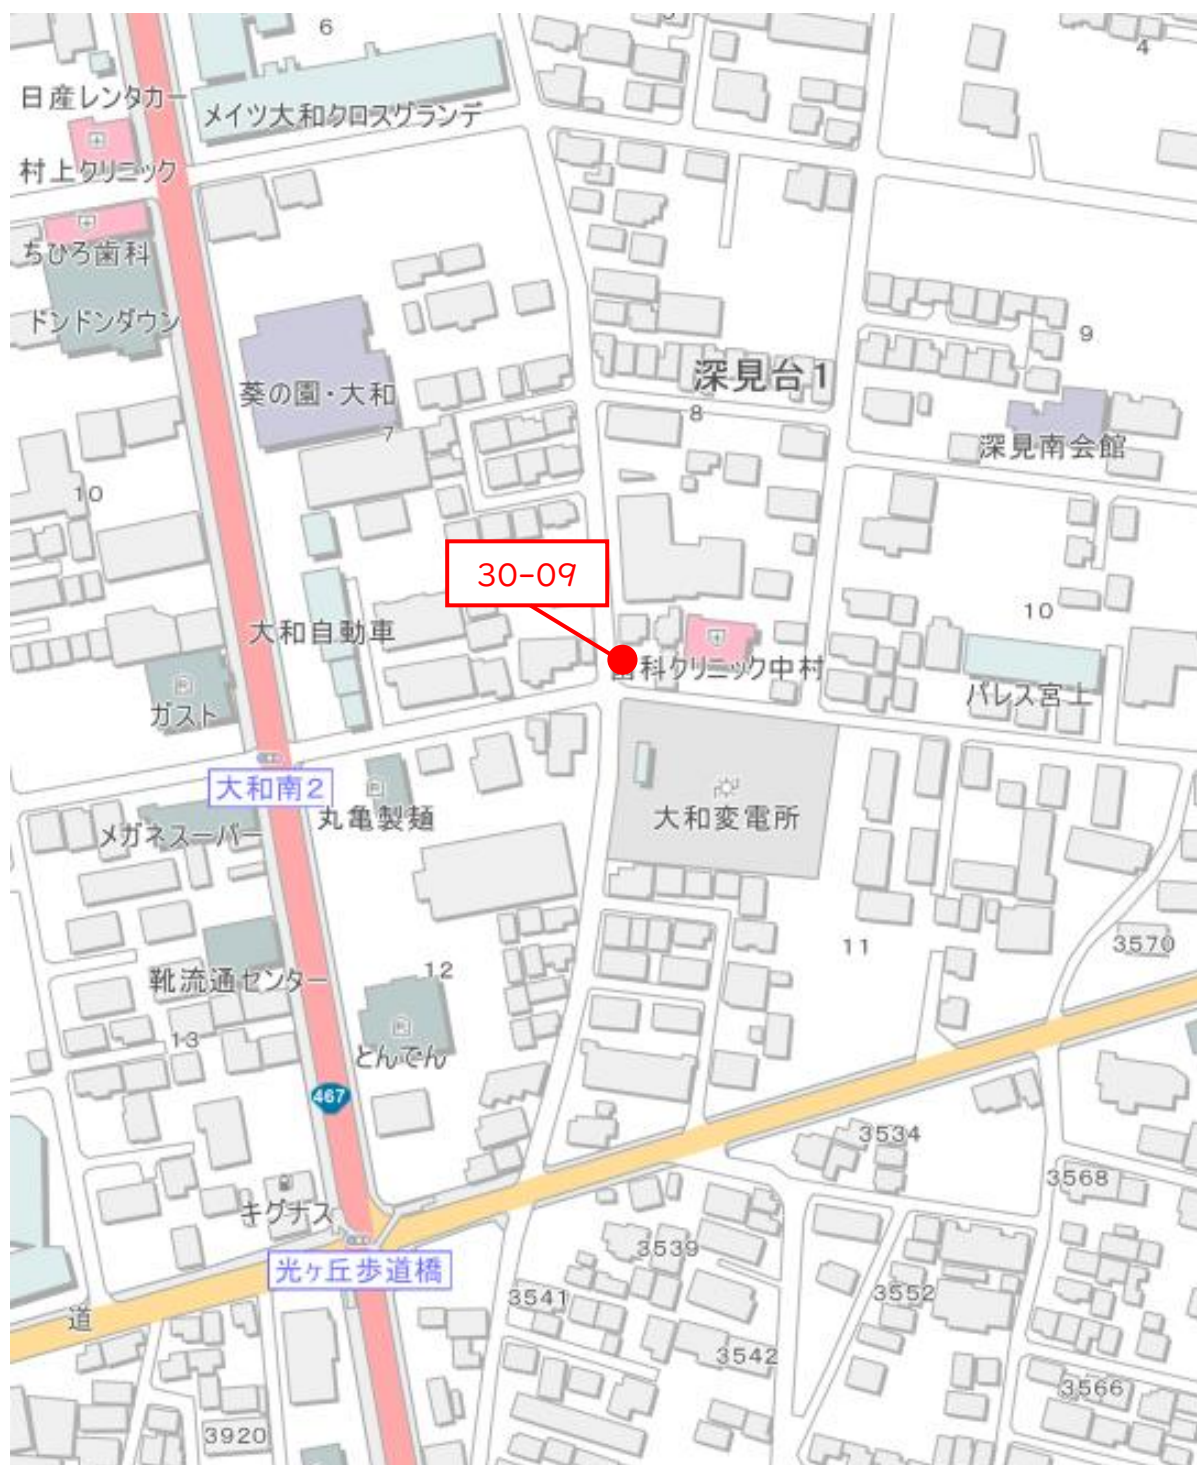 6
4
日産レンタカー
メイツ大和クロスグランデ
村上クリニック
ちひろ歯科
ドンドンダウン
9
深見台1
葵の園・大和
8
7
深見南会館
10
30-09
10
大和自動車
歯科クリニック中村
パレス宮上
ガスト
大和南2
丸亀製麺
大和変電所
メガネスーパー
11
3570
12
靴流通センター
13
とんでん
467
3534
3568
キグナス
3539
光ヶ丘歩道橋
3541
3552
道
3542
3566
3920